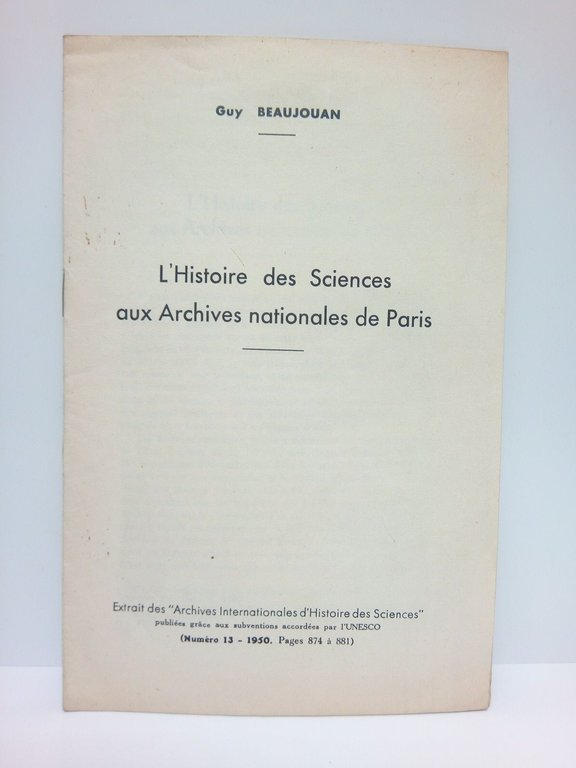 Guy BEAUJOUAN
L'Histoire des Sciences
aux Archives nationales de Paris
Extrait des "Archives Internationales d'Histoire des Sciences"
publiées grâce aux subventions accordées par l'UNESCO
(Numéro 13 - 1950. Pages 874 à 881)